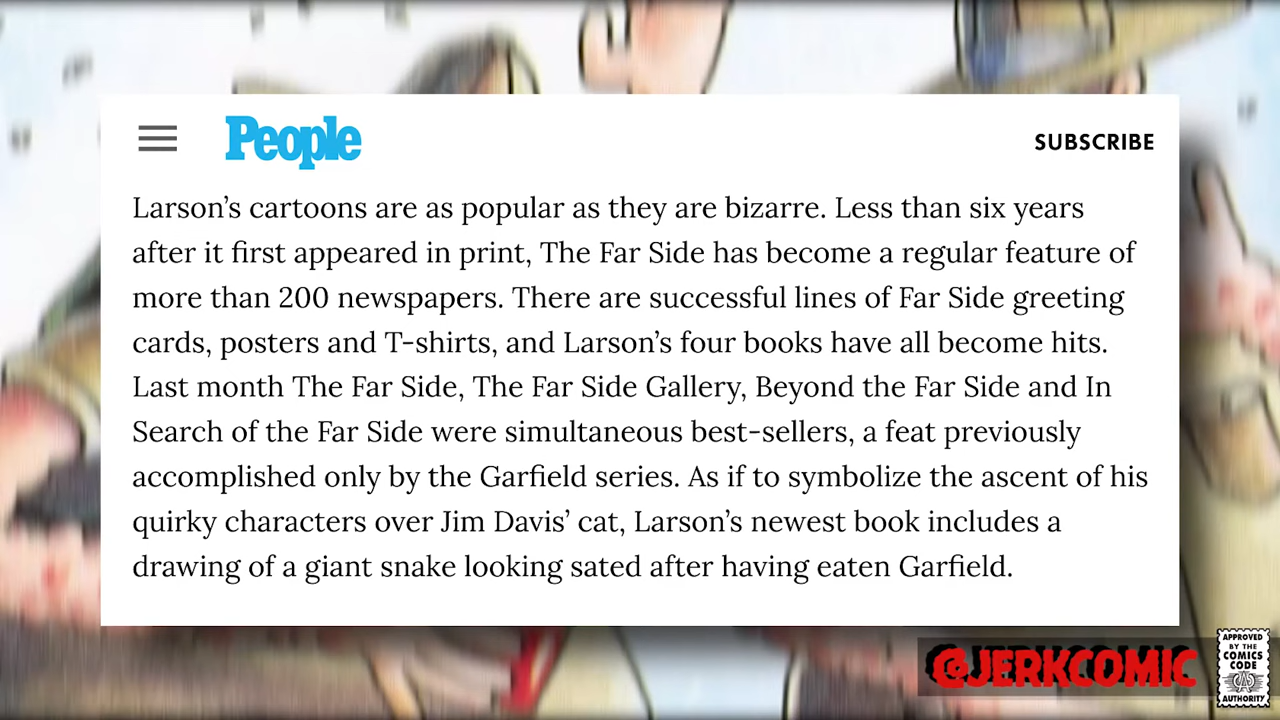 People
SUBSCRIBE
Larson’s cartoons are as popular as they are bizarre. Less than six years
after it first appeared in print, The Far Side has become a regular feature of
more than 200 newspapers. There are successful lines of Far Side greeting
cards, posters and T-shirts, and Larson’s four books have all become hits.
Last month The Far Side, The Far Side Gallery, Beyond the Far Side and In
Search of the Far Side were simultaneous best-sellers, a feat previously
accomplished only by the Garfield series. As if to symbolize the ascent of his
quirky characters over Jim Davis’ cat, Larson’s newest book includes a
drawing of a giant snake looking sated after having eaten Garfield.
@JERKCOMIC
APPROVED
BY THE
COMICS
CODE
AUTHORITY